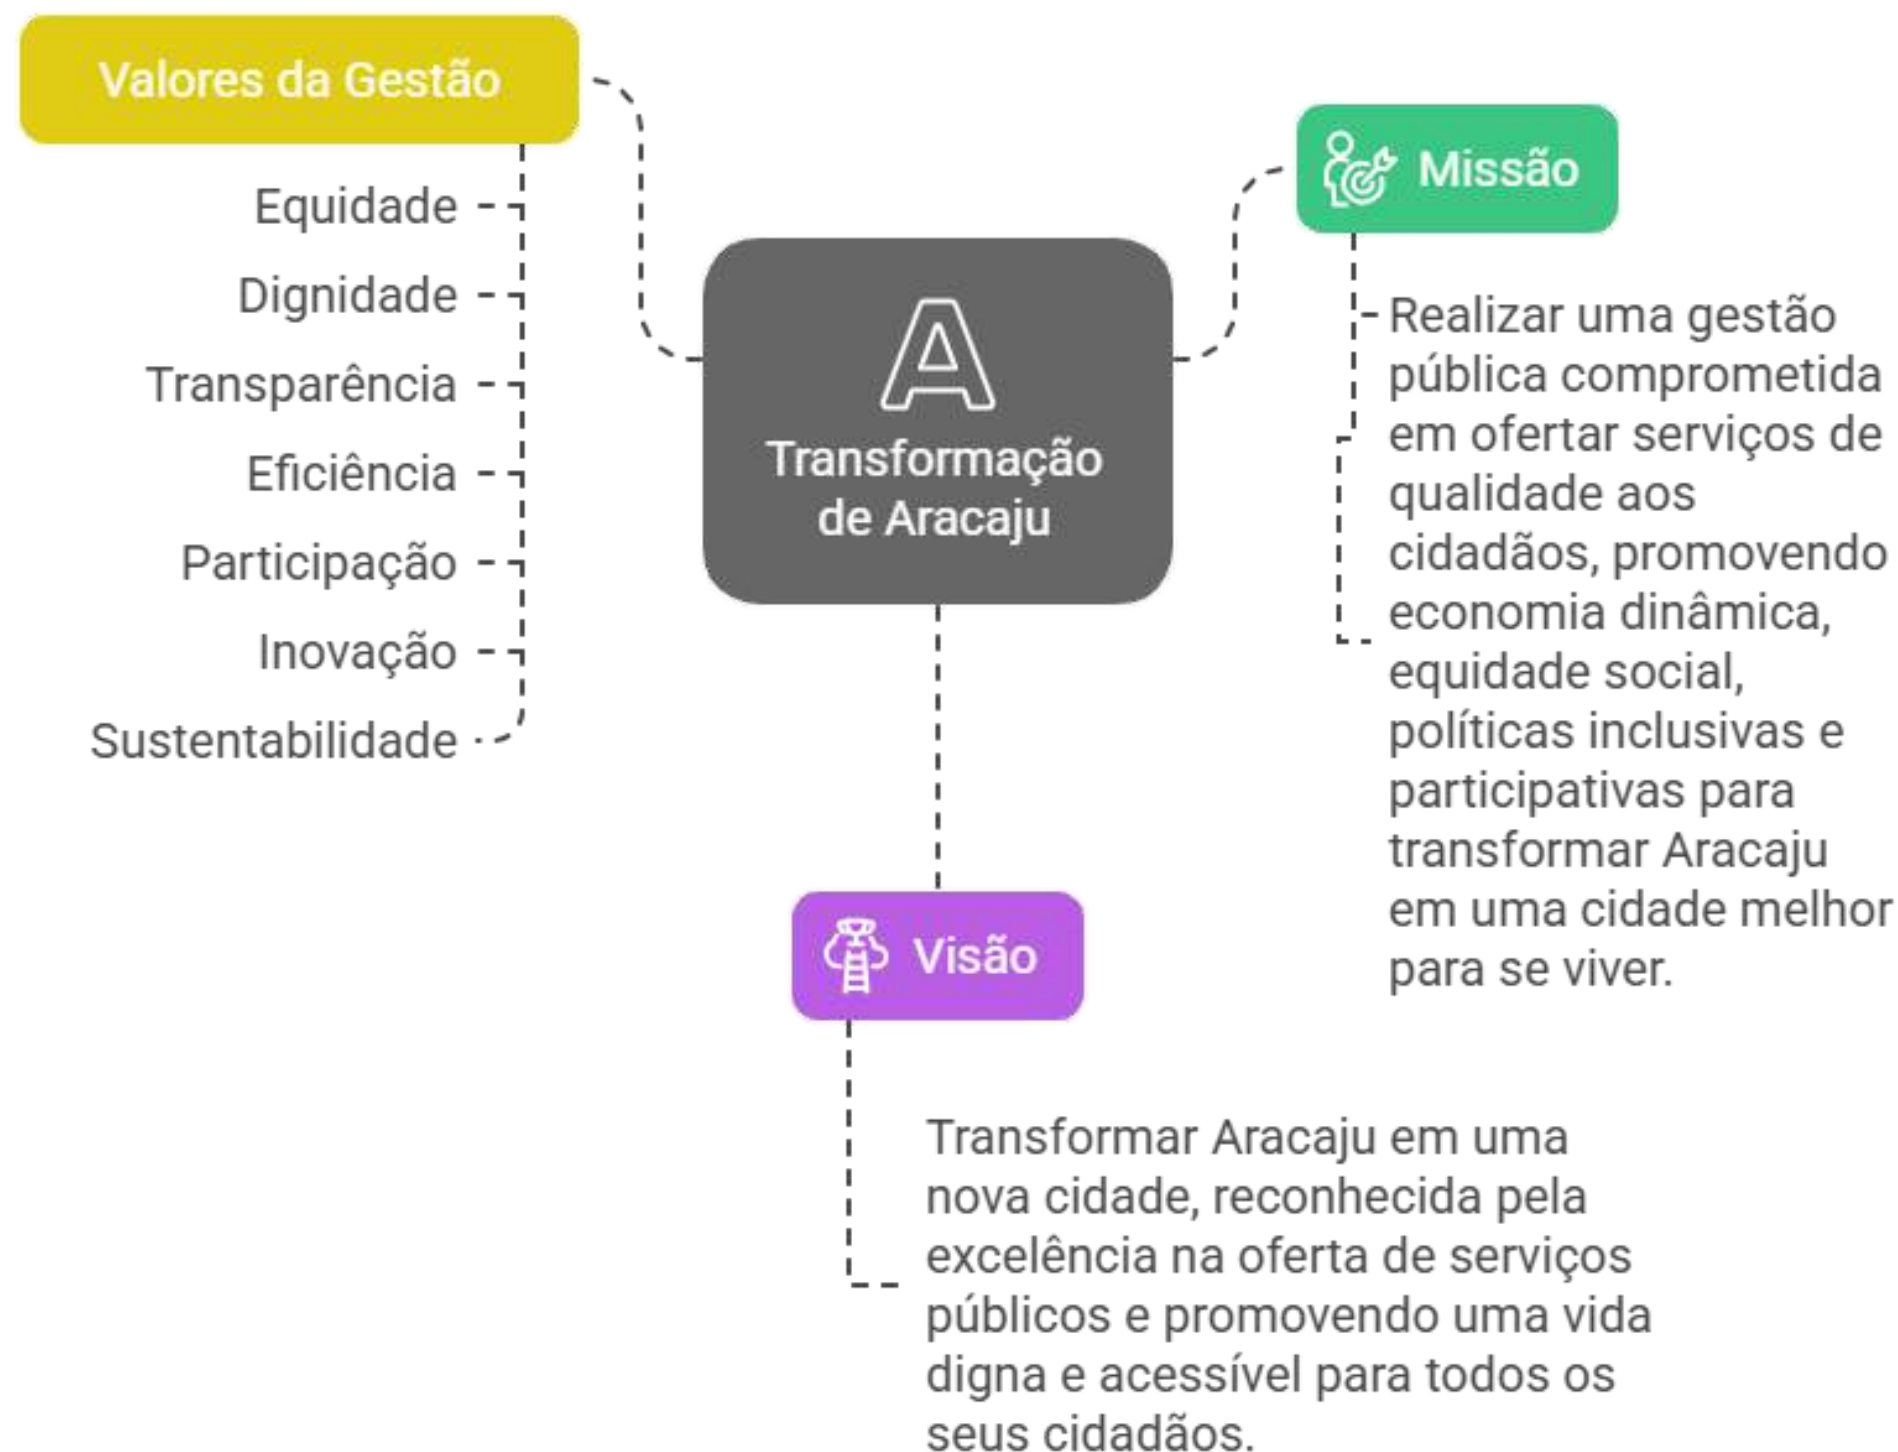 Valores da Gestão
Equidade
Dignidade
Transparência
Eficiência
Participação
Inovação
Sustentabilidade
A
Transformação
de Aracaju
Missão
Realizar uma gestão
pública comprometida
em ofertar serviços de
qualidade aos
cidadãos, promovendo
economia dinâmica,
equidade social,
políticas inclusivas e
participativas para
transformar Aracaju
em uma cidade melhor
para se viver.
Visão
Transformar Aracaju em uma
nova cidade, reconhecida pela
excelência na oferta de serviços
públicos e promovendo uma vida
digna e acessível para todos os
seus cidadãos.